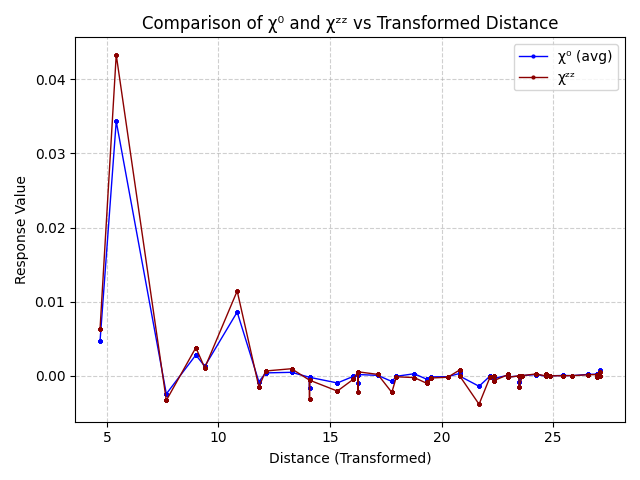 Comparison of χ⁰ and χᶻᶻ vs Transformed Distance
χ⁰ (avg)
χᶻᶻ
Response Value
0.04
0.03
0.02
0.01
0.00
5 10 15 20 25
Distance (Transformed)